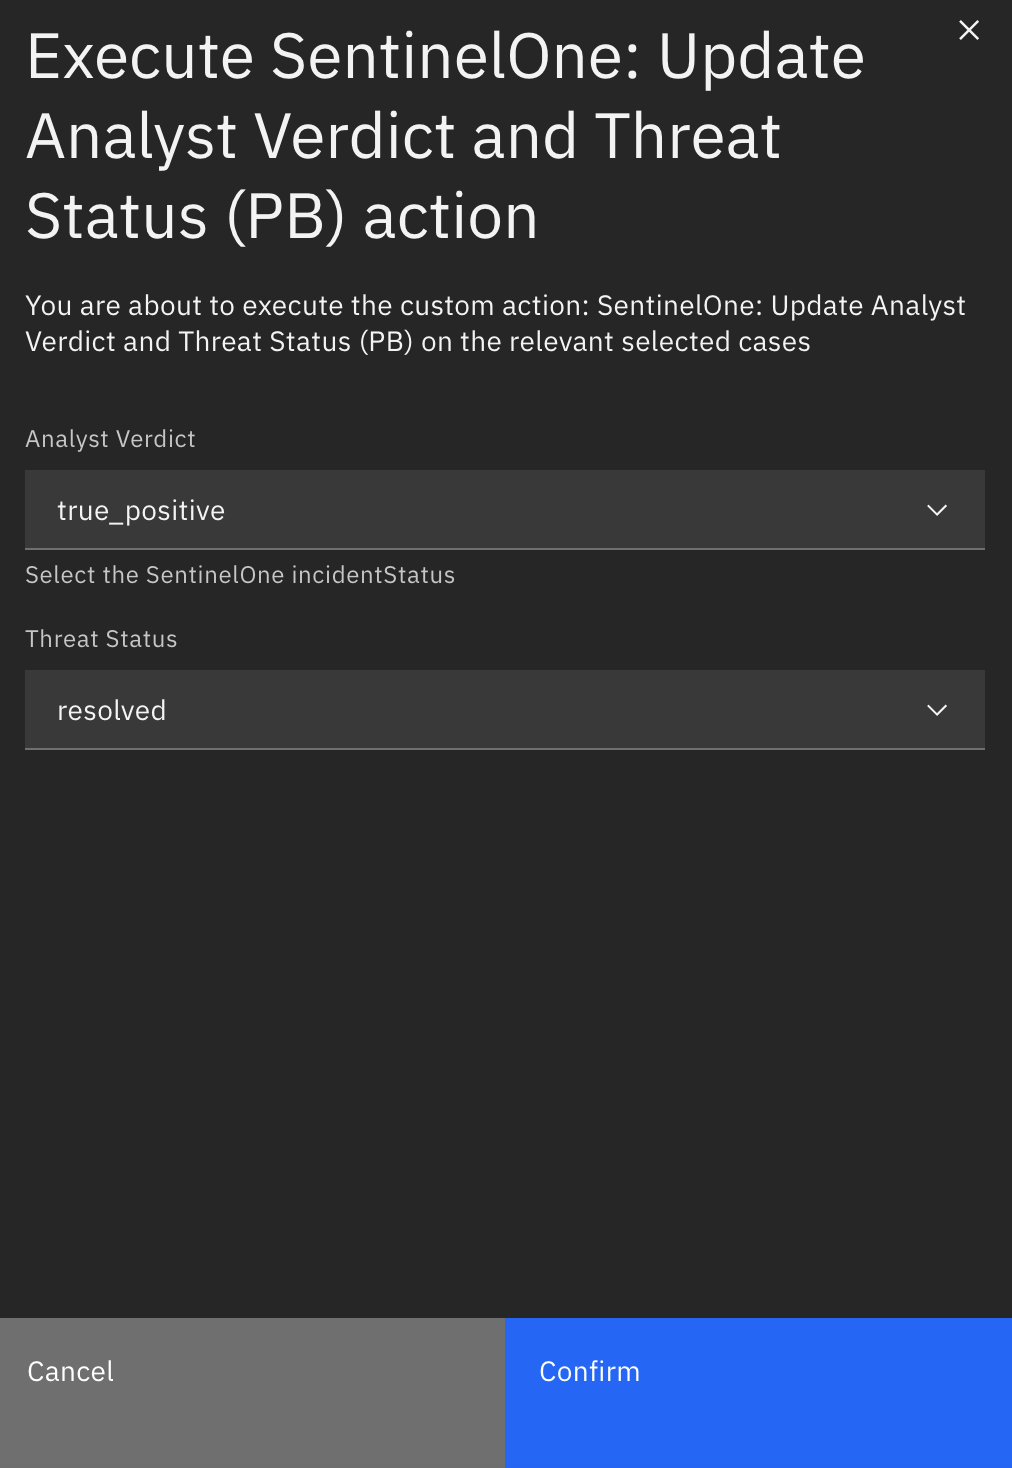 Execute SentinelOne: Update
Analyst Verdict and Threat
Status (PB) action
You are about to execute the custom action: SentinelOne: Update Analyst
Verdict and Threat Status (PB) on the relevant selected cases
Analyst Verdict
true_positive
Select the SentinelOne incidentStatus
Threat Status
resolved
Cancel
Confirm